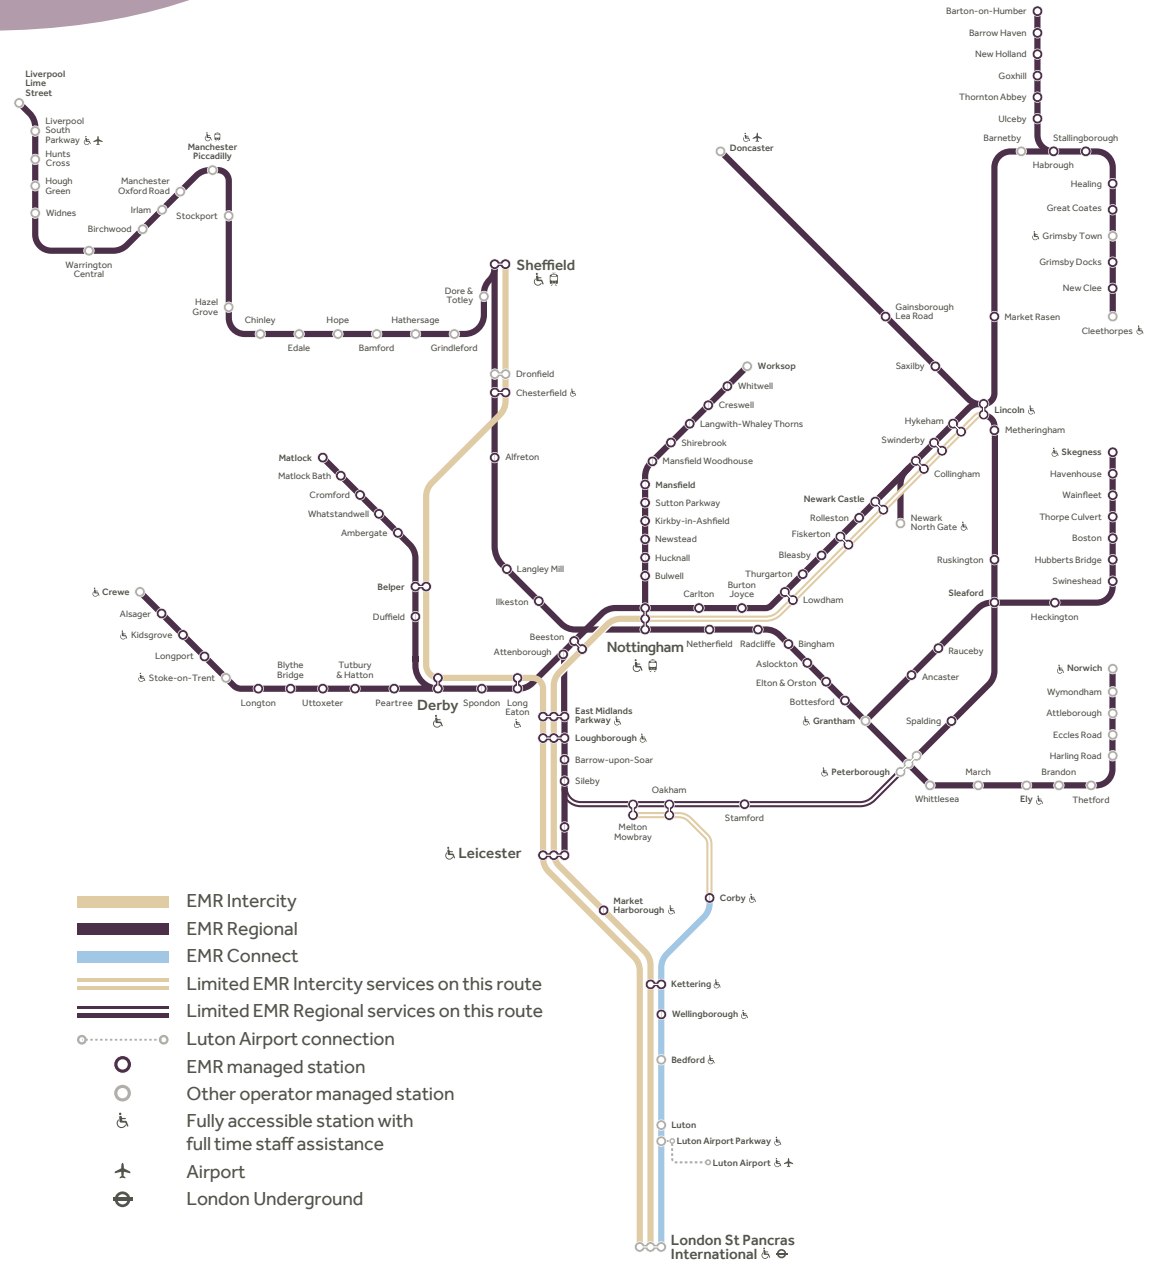 Barton-on-Humber
Barrow Haven
New Holland
Goxhill
Thornton Abbey
Ulceby
Barnetby
Stallingborough
Habrough
Healing
Great Coates
Grimsby Town
Grimsby Docks
New Clee
Cleethorpes
Market Rasen
Liverpool
Lime
Street
Liverpool
South
Parkway
Hunts
Cross
Hough
Green
Widnes
Warrington
Central
Birchwood
Irlam
Manchester
Oxford Road
Manchester
Piccadilly
Stockport
Hazel
Grove
Chinley
Edale
Hope
Bamford
Hathersage
Grindleford
Dore &
Totley
Sheffield
Dronfield
Chesterfield
Alfreton
Langley Mill
Ilkeston
Doncaster
Gainsborough
Lea Road
Saxilby
Lincoln
Metheringham
Hykeham
Swinderby
Collingham
Newark Castle
Newark
North Gate
Rolleston
Fiskerton
Bleasby
Thurgarton
Lowdham
Burton
Joyce
Carlton
Worksop
Whitwell
Creswell
Langwith-Whaley Thorns
Shirebrook
Mansfield Woodhouse
Mansfield
Sutton Parkway
Kirkby-in-Ashfield
Newstead
Hucknall
Bulwell
Matlock
Matlock Bath
Cromford
Whatstandwell
Ambergate
Belper
Duffield
Crewe
Alsager
Kidsgrove
Longport
Stoke-on-Trent
Longton
Blythe
Bridge
Uttoxeter
Tutbury
& Hatton
Peartree
Derby
Spondon
Long
Eaton
Beeston
Attenborough
Nottingham
Netherfield
Radcliffe
Bingham
Aslockton
Elton & Orston
Bottesford
Grantham
Skegness
Havenhouse
Wainfleet
Thorpe Culvert
Boston
Hubberts Bridge
Swineshead
Heckington
Ruskington
Sleaford
Rauceby
Ancaster
Spalding
Peterborough
Whittlesea
March
Ely
Brandon
Thetford
Norwich
Wymondham
Attleborough
Eccles Road
Harling Road
East Midlands
Parkway
Loughborough
Barrow-upon-Soar
Sileby
Leicester
Oakham
Melton
Mowbray
Stamford
Corby
Market
Harborough
Kettering
Wellingborough
Bedford
Luton
Luton Airport Parkway
Luton Airport
London St Pancras
International
EMR Intercity
EMR Regional
EMR Connect
Limited EMR Intercity services on this route
Limited EMR Regional services on this route
Luton Airport connection
EMR managed station
Other operator managed station
Fully accessible station with
full time staff assistance
Airport
London Underground